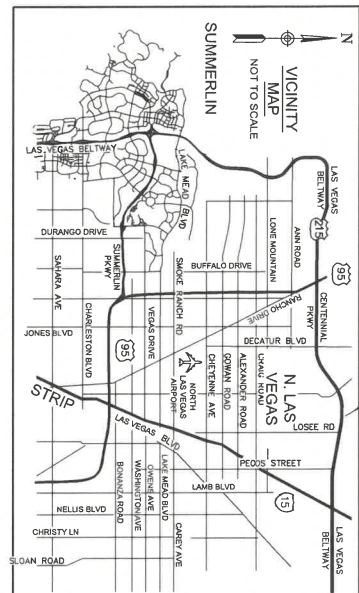 N
VICINITY
MAP
NOT TO SCALE
SUMMERLIN
LAS VEGAS
BELTWAY
215
95
LAS VEGAS BELTWAY
LAKE MEAD BLVD
LONE MOUNTAIN
ANN ROAD
CENTENNIAL
PKWY
DURANGO DRIVE
BUFFALO DRIVE
RANCHO DRIVE
SUMMERLIN
PKWY
SMOKE RANCH RD
SAHARA AVE
CHARLESTON BLVD
VEGAS DRIVE
DECATUR BLVD
JONES BLVD
95
NORTH
LAS VEGAS
AIRPORT
CHEYENNE AVE
GOWAN ROAD
ALEXANDER ROAD
CRAIG ROAD
N. LAS
VEGAS
LOSEE RD
STRIP
LAS VEGAS BLVD
PECOS STREET
15
LAMB BLVD
NELLIS BLVD
BONANZA ROAD
WASHINGTON AVE
OWENS AVE
LAKE MEAD BLVD
CAREY AVE
CHRISTY LN
SLOAN ROAD
LAS VEGAS
BELTWAY